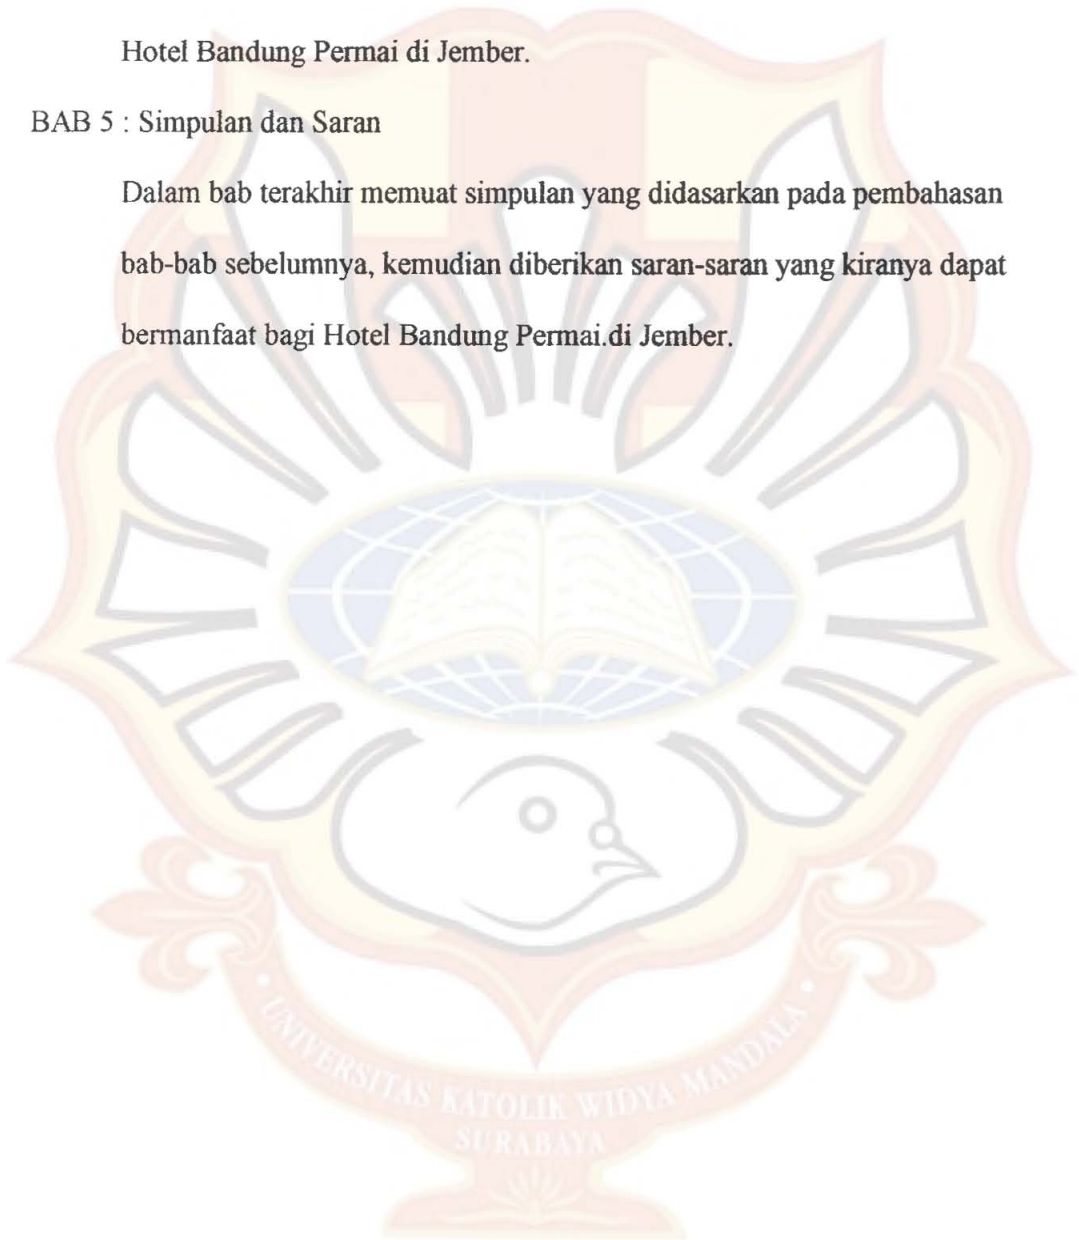 Hotel Bandung Permai di Jember.
BAB 5 : Simpulan dan Saran
Dalam bab terakhir memuat simpulan yang didasarkan pada pembahasan
bab-bab sebelumnya, kemudian diberikan saran-saran yang kiranya dapat
bermanfaat bagi Hotel Bandung Permai.di Jember.
UNIVERSITAS KATOLIK WIDYA MANDALA
SURABAYA